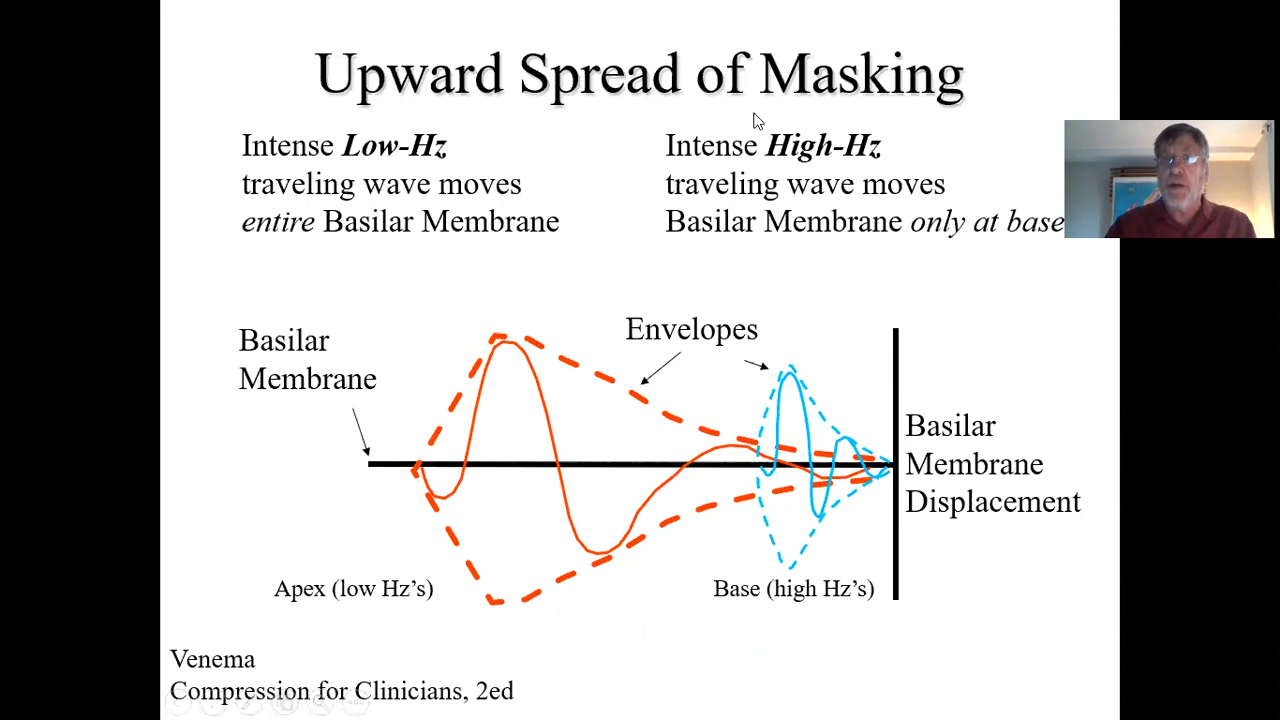 Upward Spread of Masking
Intense Low-Hz
traveling wave moves
entire Basilar Membrane
Intense High-Hz
traveling wave moves
Basilar Membrane only at base
Basilar
Membrane
Envelopes
Basilar
Membrane
Displacement
Apex (low Hz’s)
Base (high Hz’s)
Venema
Compression for Clinicians, 2ed